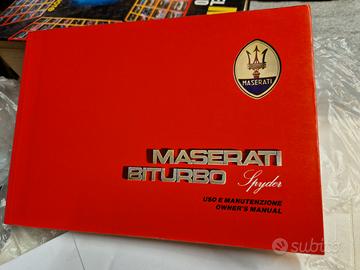 MASERATI
MASERATI
BITURBO Spyder
USO E MANUTENZIONE
OWNER'S MANUAL
subito